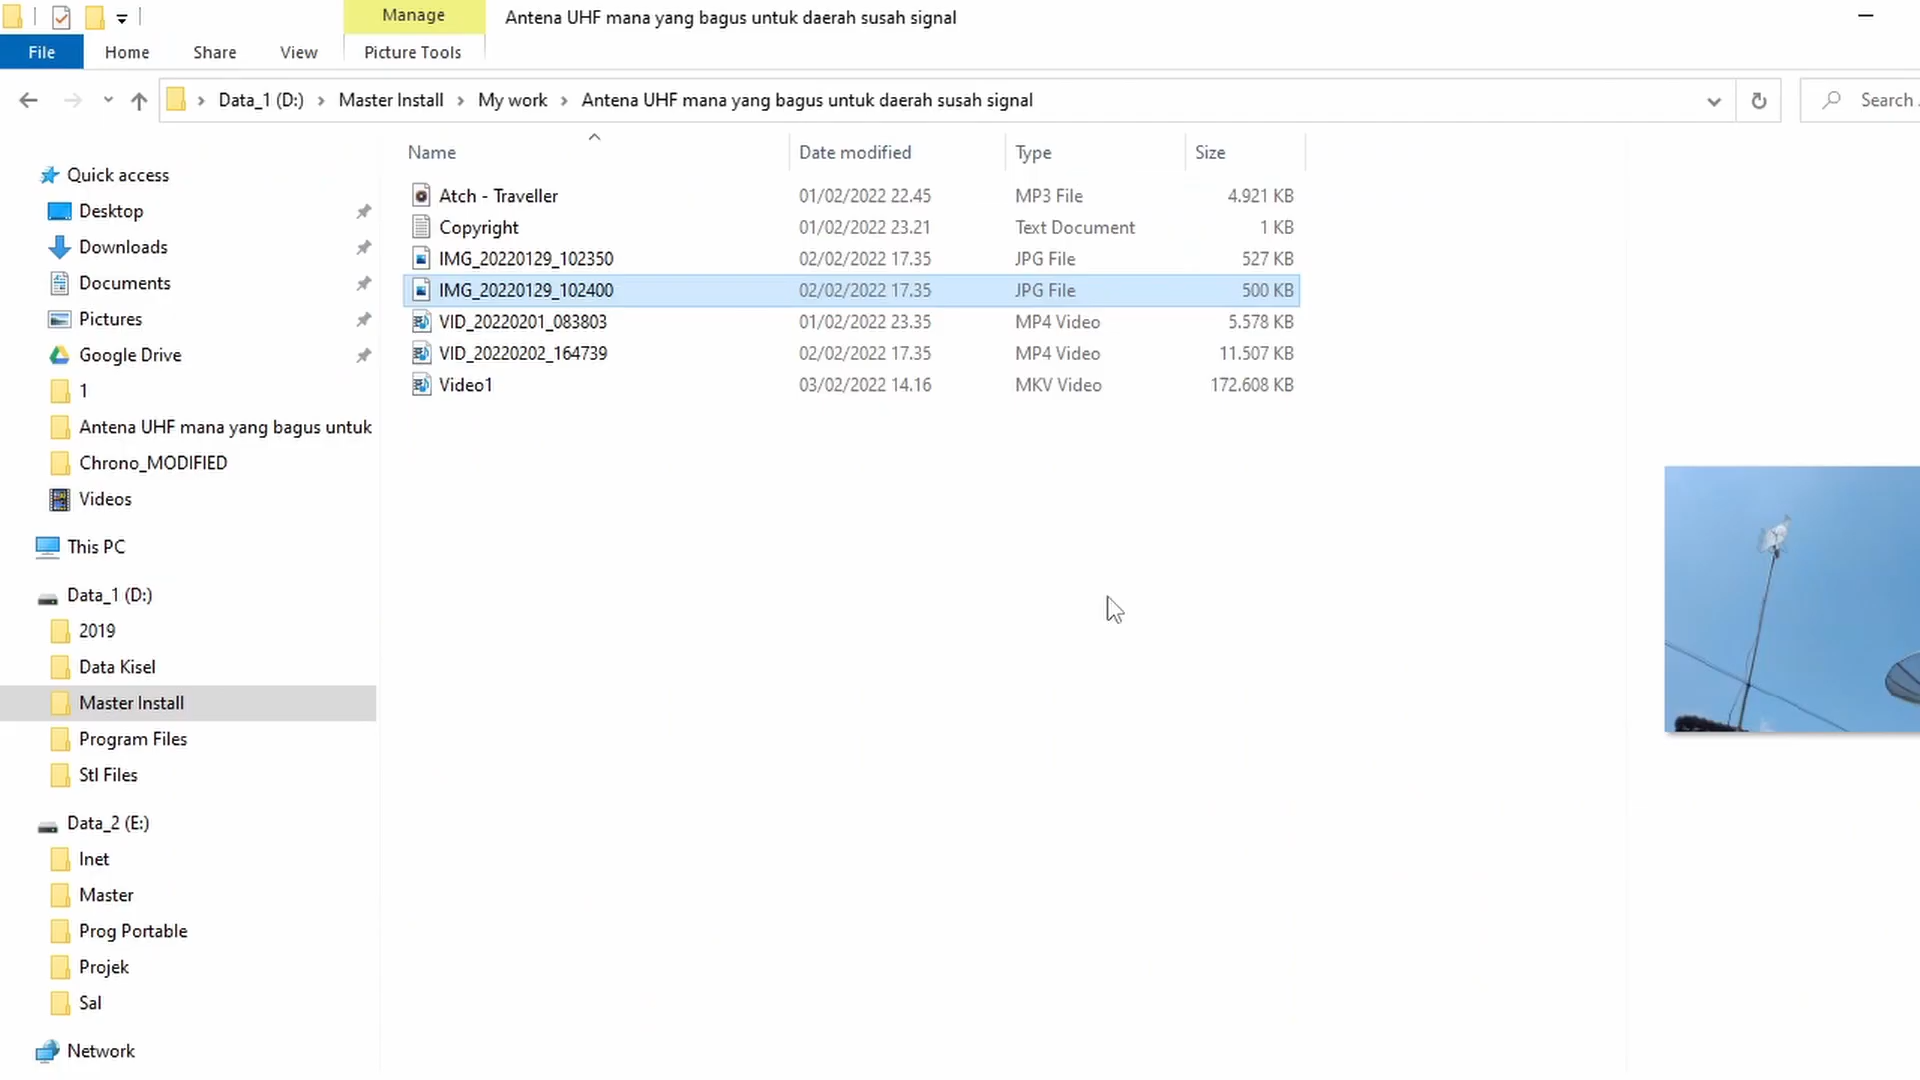 Manage
Antena UHF mana yang bagus untuk daerah susah signal
File
Home
Share
View
Picture Tools
Data_1 (D:) › Master Install › My work › Antena UHF mana yang bagus untuk daerah susah signal
Search
Name
Date modified
Type
Size
Atch - Traveller 01/02/2022 22.45 MP3 File 4.921 KB
Copyright 01/02/2022 23.21 Text Document 1 KB
IMG_20220129_102350 02/02/2022 17.35 JPG File 527 KB
IMG_20220129_102400 02/02/2022 17.35 JPG File 500 KB
VID_20220201_083803 01/02/2022 23.35 MP4 Video 5.578 KB
VID_20220202_164739 02/02/2022 17.35 MP4 Video 11.507 KB
Video1 03/02/2022 14.16 MKV Video 172.608 KB
Quick access
Desktop
Downloads
Documents
Pictures
Google Drive
1
Antena UHF mana yang bagus untuk
Chrono_MODIFIED
Videos
This PC
Data_1 (D:)
2019
Data Kisel
Master Install
Program Files
Stl Files
Data_2 (E:)
Inet
Master
Prog Portable
Projek
Sal
Network